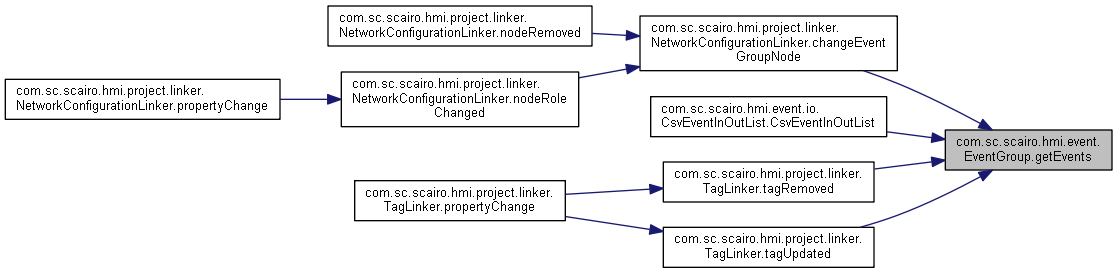 com.sc.scairo.hmi.project.linker.
NetworkConfigurationLinker.nodeRemoved
com.sc.scairo.hmi.project.linker.
NetworkConfigurationLinker.changeEvent
GroupNode
com.sc.scairo.hmi.project.linker.
NetworkConfigurationLinker.propertyChange
com.sc.scairo.hmi.project.linker.
NetworkConfigurationLinker.nodeRole
Changed
com.sc.scairo.hmi.event.io.
CsvEventInOutList.CsvEventInOutList
com.sc.scairo.hmi.event.
EventGroup.getEvents
com.sc.scairo.hmi.project.linker.
TagLinker.propertyChange
com.sc.scairo.hmi.project.linker.
TagLinker.tagRemoved
com.sc.scairo.hmi.project.linker.
TagLinker.tagUpdated